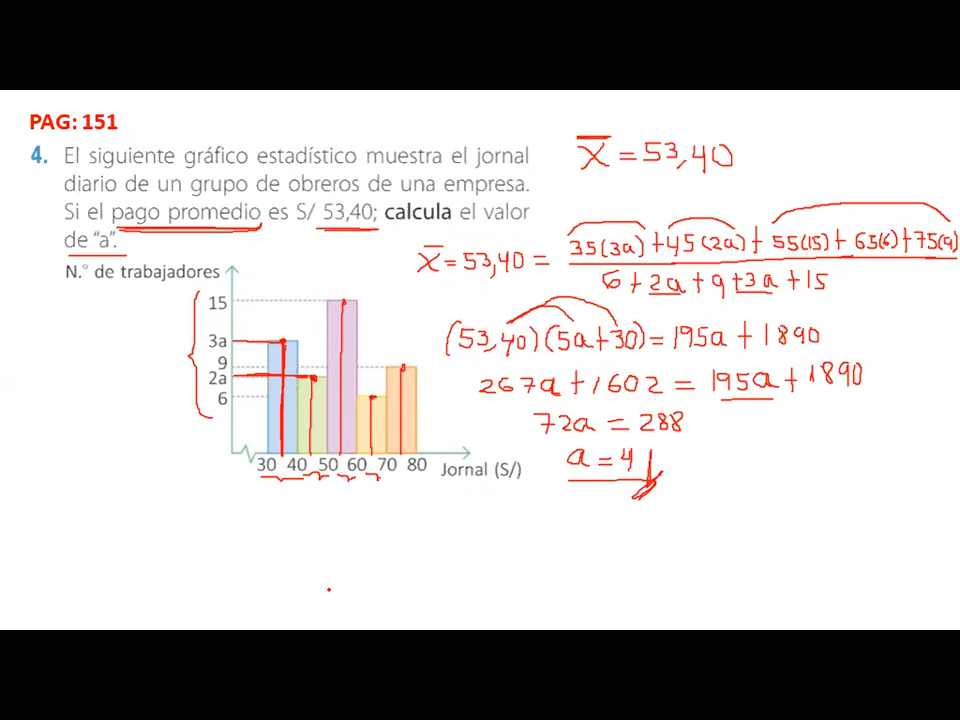 PAG: 151
4. El siguiente gráfico estadístico muestra el jornal
diario de un grupo de obreros de una empresa.
Si el pago promedio es S/ 53,40; calcula el valor
de "a".
N.° de trabajadores
15
3a
9
2a
6
30 40 50 60 70 80
Jornal (S/)
X̅ = 53,40
X̅ = 53,40 = 35(3a) + 45(2a) + 55(15) + 65(6) + 75(9)
6 + 2a + 9 + 3a + 15
(53,40)(5a+30) = 195a + 1890
267a + 1602 = 195a + 1890
72a = 288
a = 4